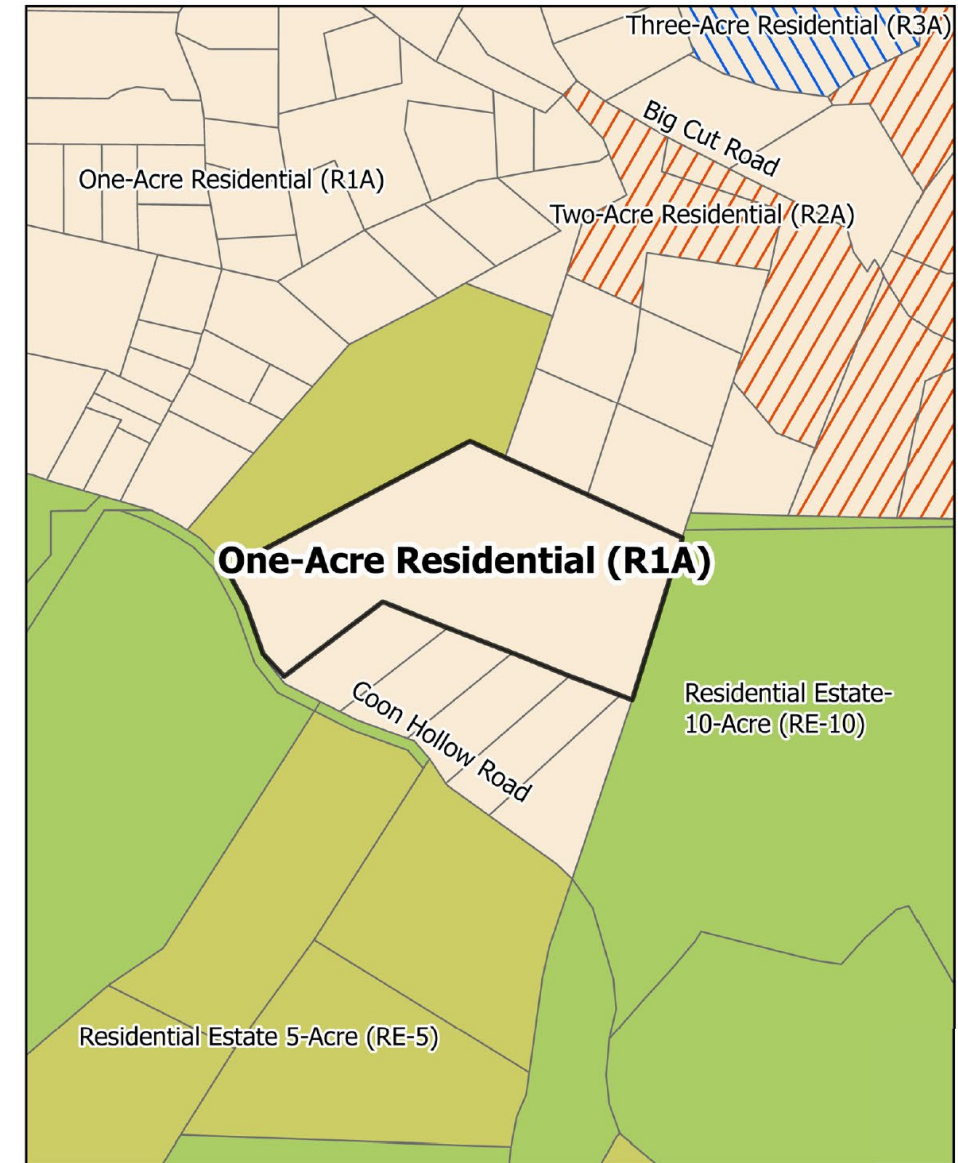 Three-Acre Residential (R3A)
Big Cut Road
One-Acre Residential (R1A)
Two-Acre Residential (R2A)
One-Acre Residential (R1A)
Residential Estate-
10-Acre (RE-10)
Coon Hollow Road
Residential Estate 5-Acre (RE-5)